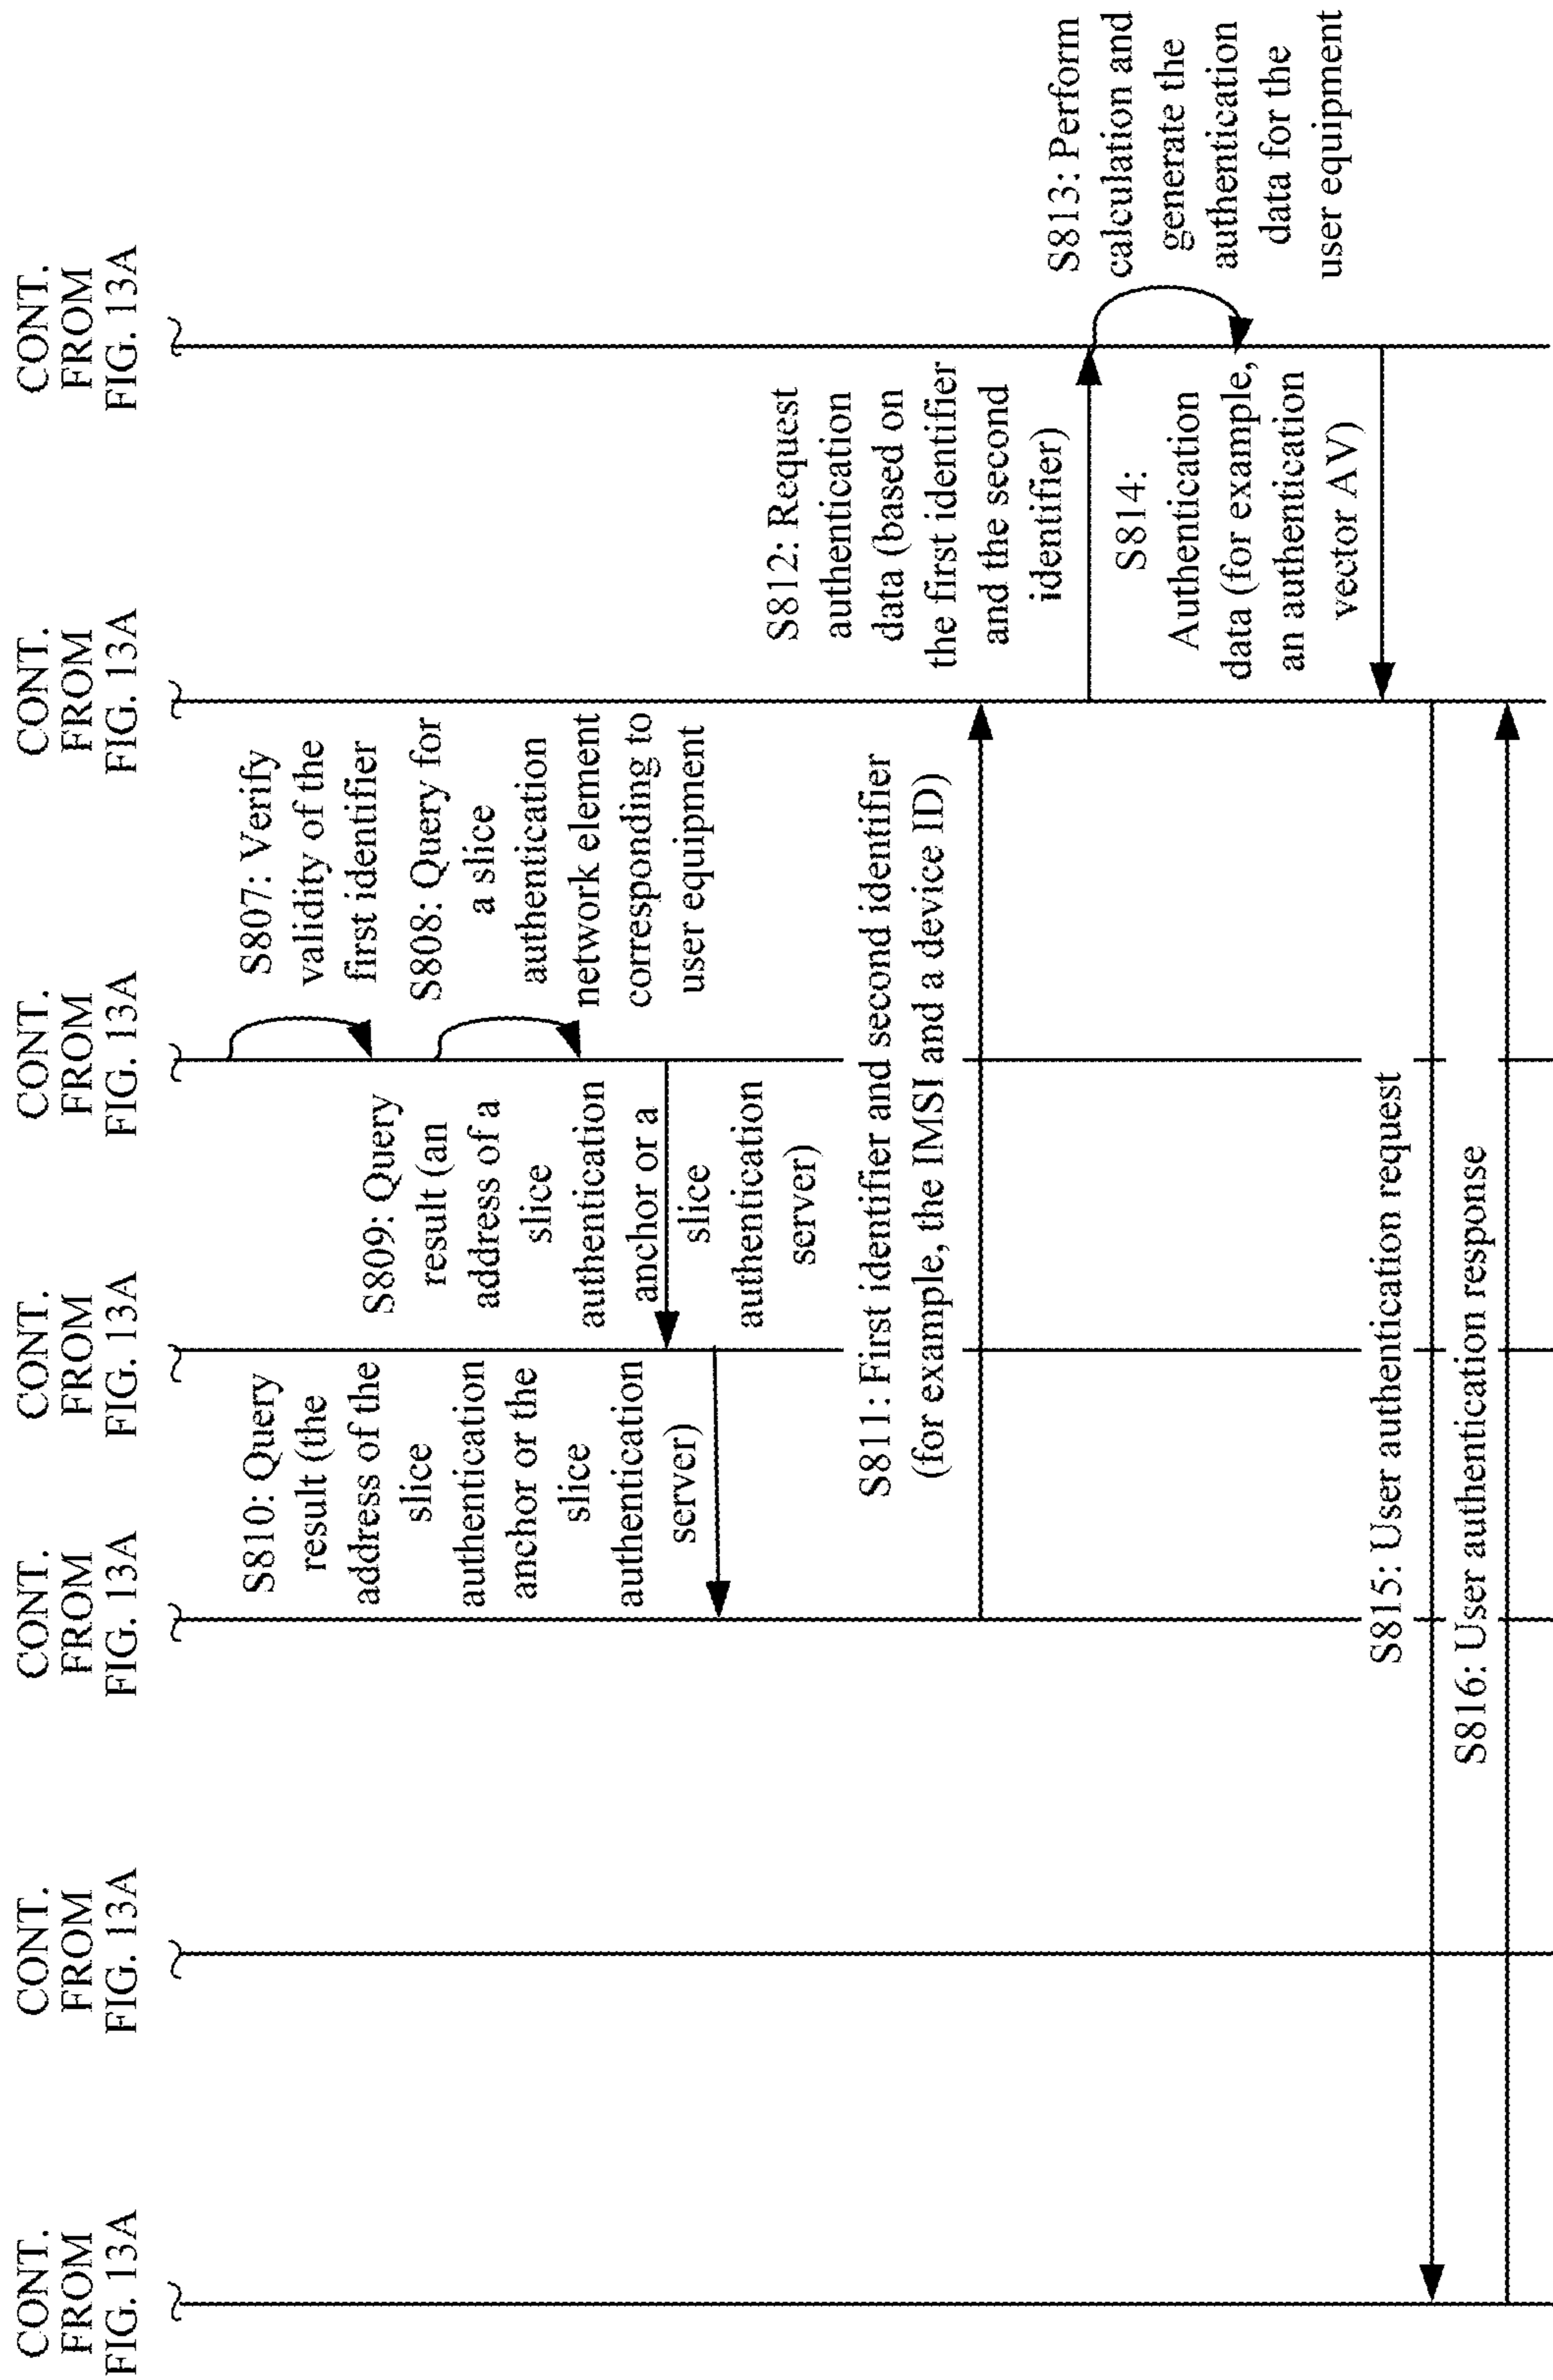 CONT.
FROM
FIG. 13A
CONT.
FROM
FIG. 13A
CONT.
FROM
FIG. 13A
CONT.
FROM
FIG. 13A
CONT.
FROM
FIG. 13A
CONT.
FROM
FIG. 13A
CONT.
FROM
FIG. 13A
S807: Verify
validity of the
first identifier
S808: Query for
a slice
authentication
network element
corresponding to
user equipment
S809: Query
result (an
address of a
slice
authentication
anchor or a
slice
authentication
server)
S810: Query
result (the
address of the
slice
authentication
anchor or the
slice
authentication
server)
S811: First identifier and second identifier
(for example, the IMSI and a device ID)
S812: Request
authentication
data (based on
the first identifier
and the second
identifier)
S813: Perform
calculation and
generate the
authentication
data for the
user equipment
S814:
Authentication
data (for example,
an authentication
vector AV)
S815: User authentication request
S816: User authentication response